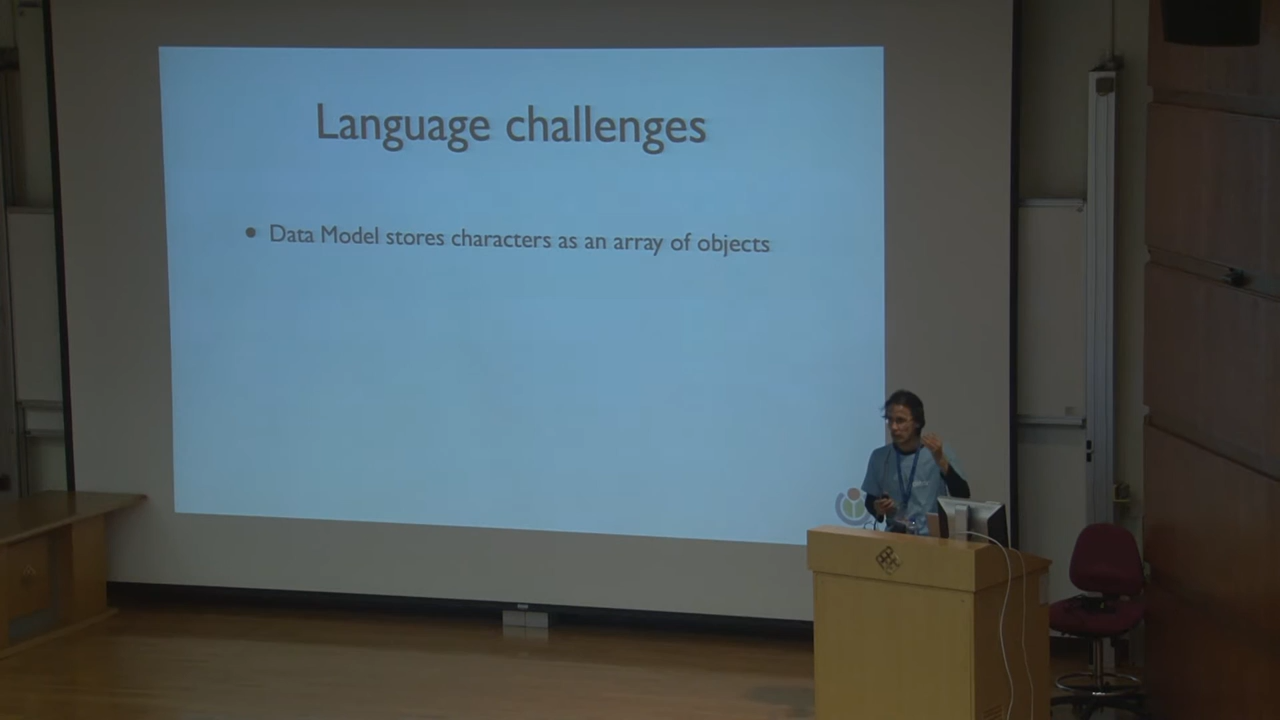 Language challenges
• Data Model stores characters as an array of objects